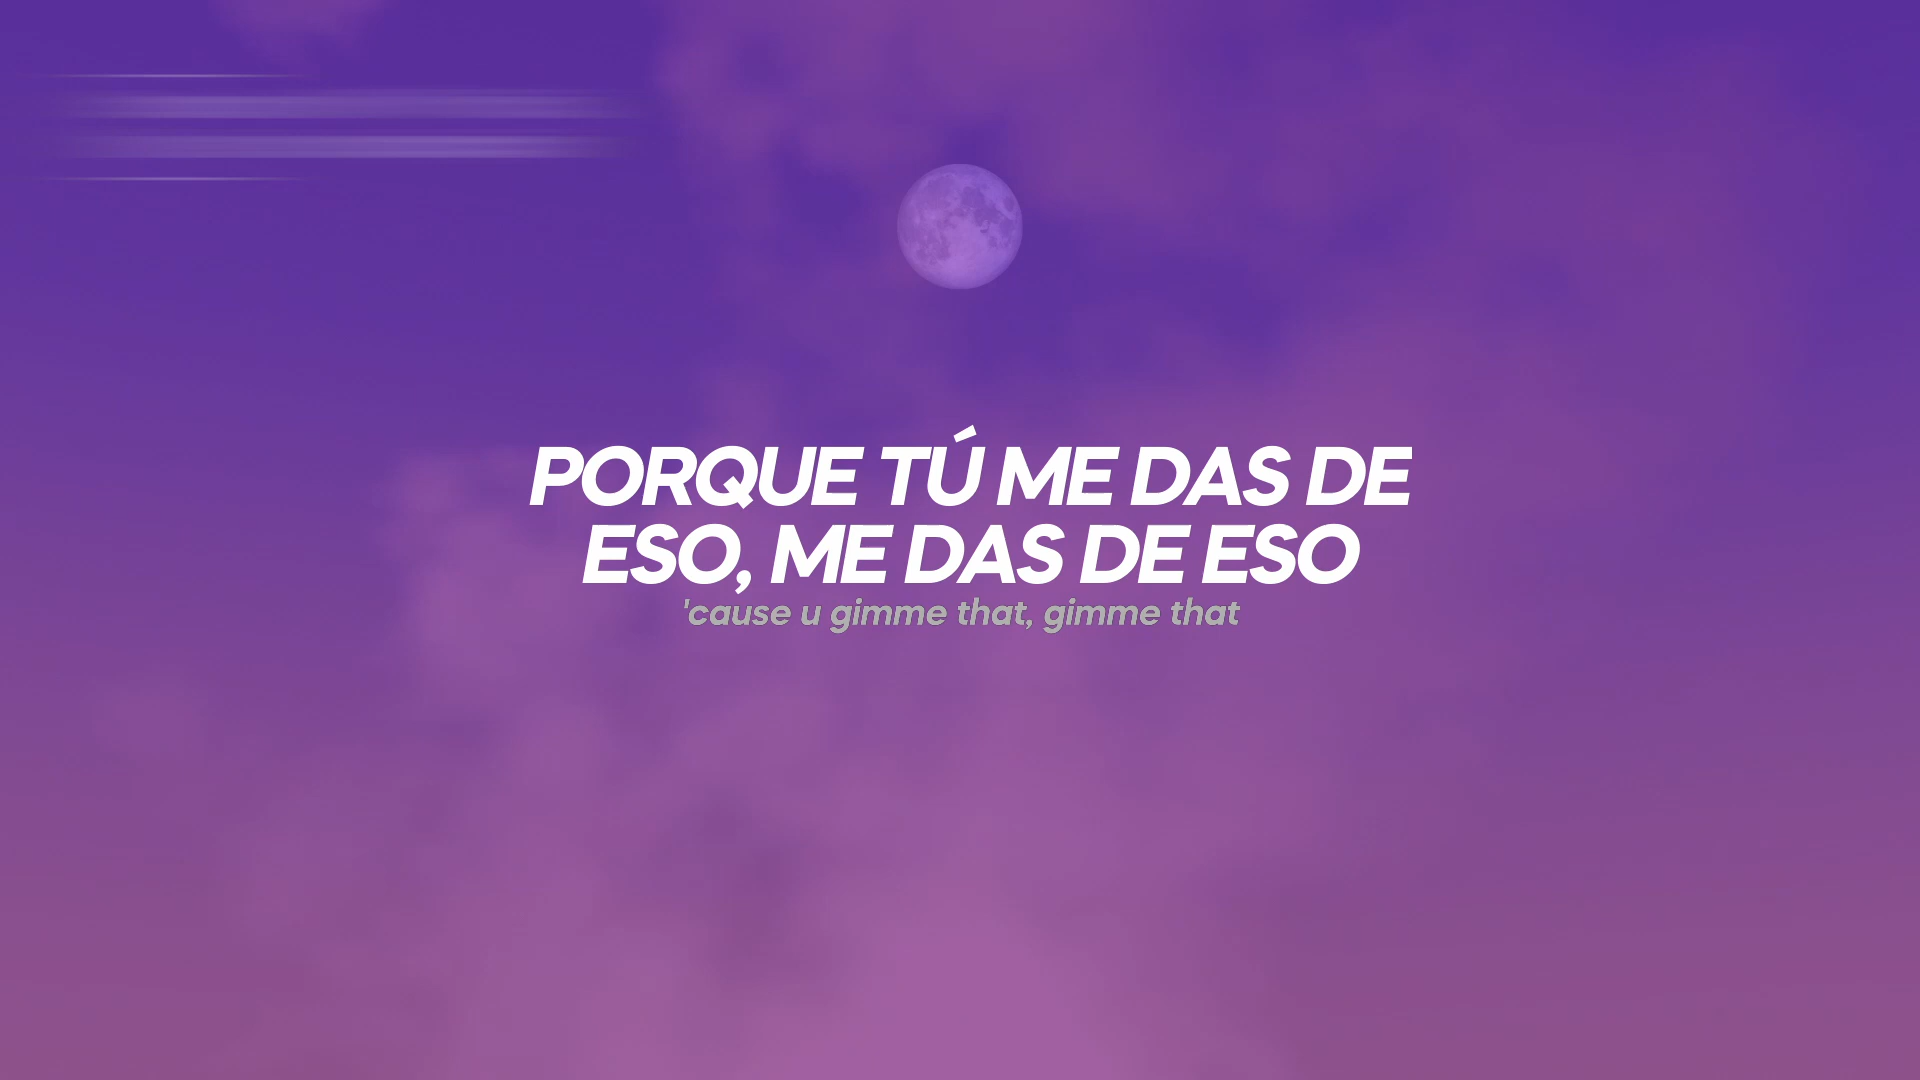 PORQUE TÚ ME DAS DE
ESO, ME DAS DE ESO
'cause u gimme that, gimme that